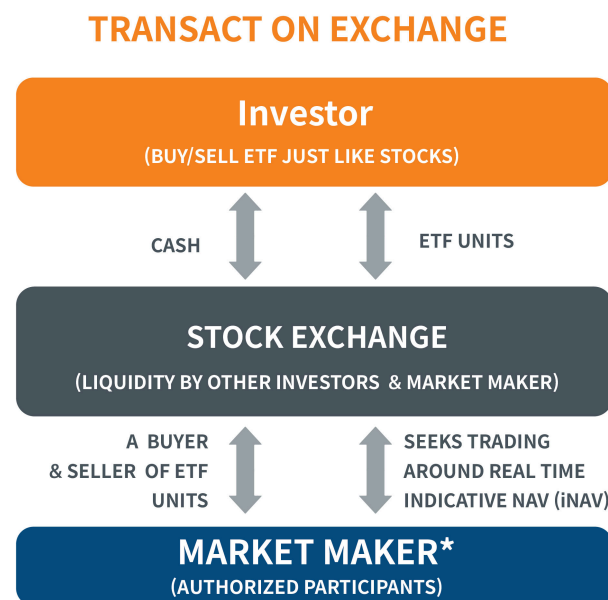 TRANSACT ON EXCHANGE
Investor
(BUY/SELL ETF JUST LIKE STOCKS)
CASH
ETF UNITS
STOCK EXCHANGE
(LIQUIDITY BY OTHER INVESTORS & MARKET MAKER)
A BUYER
& SELLER OF ETF
UNITS
SEEKS TRADING
AROUND REAL TIME
INDICATIVE NAV (iNAV)
MARKET MAKER*
(AUTHORIZED PARTICIPANTS)